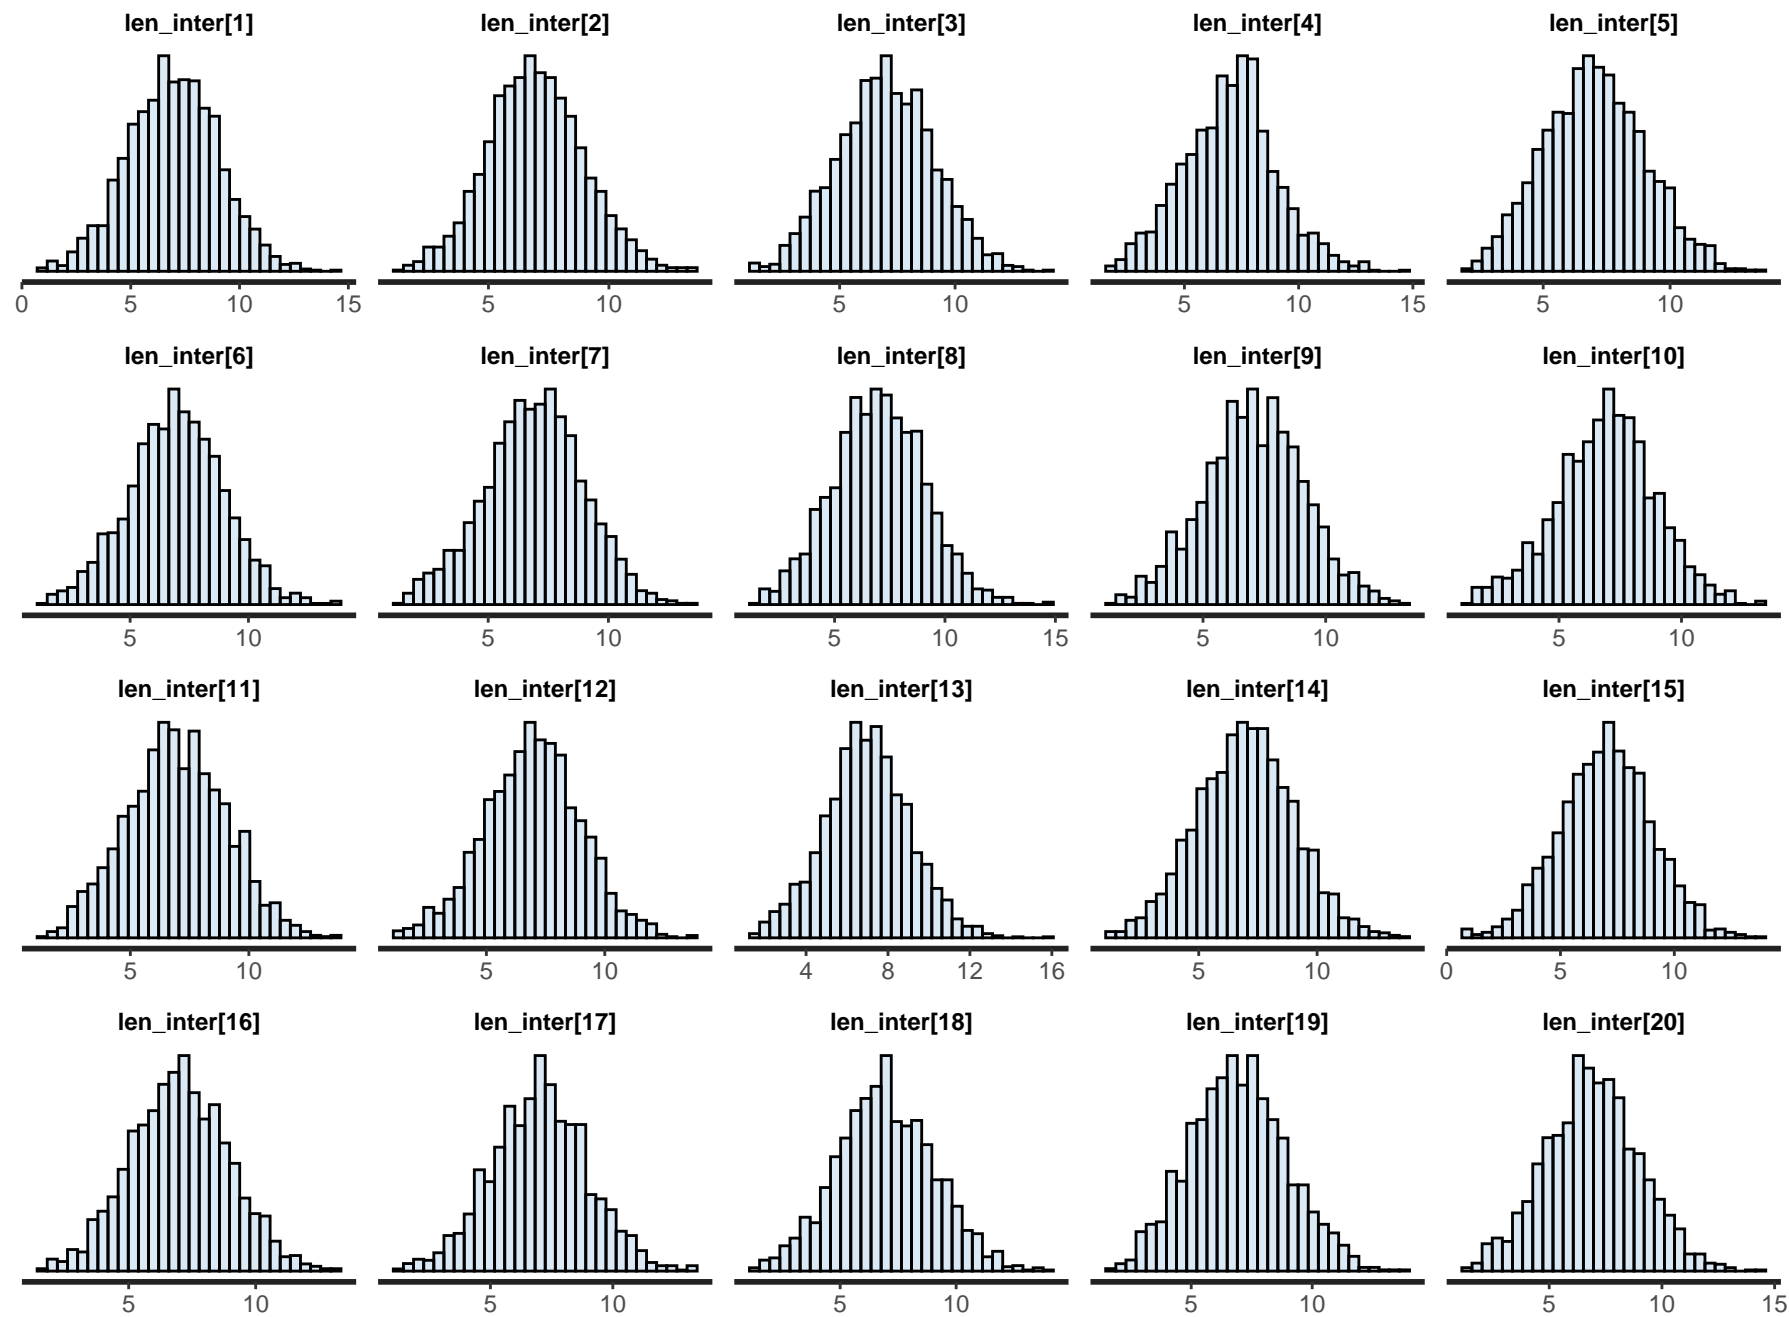 len_inter[1] len_inter[2] len_inter[3] len_inter[4] len_inter[5]
0 5 10 15 5 10 5 10 5 10 15 5 10
len_inter[6] len_inter[7] len_inter[8] len_inter[9] len_inter[10]
5 10 5 10 5 10 15 5 10 5 10
len_inter[11] len_inter[12] len_inter[13] len_inter[14] len_inter[15]
5 10 5 10 4 8 12 16 5 10 0 5 10
len_inter[16] len_inter[17] len_inter[18] len_inter[19] len_inter[20]
5 10 5 10 5 10 5 10 5 10 15